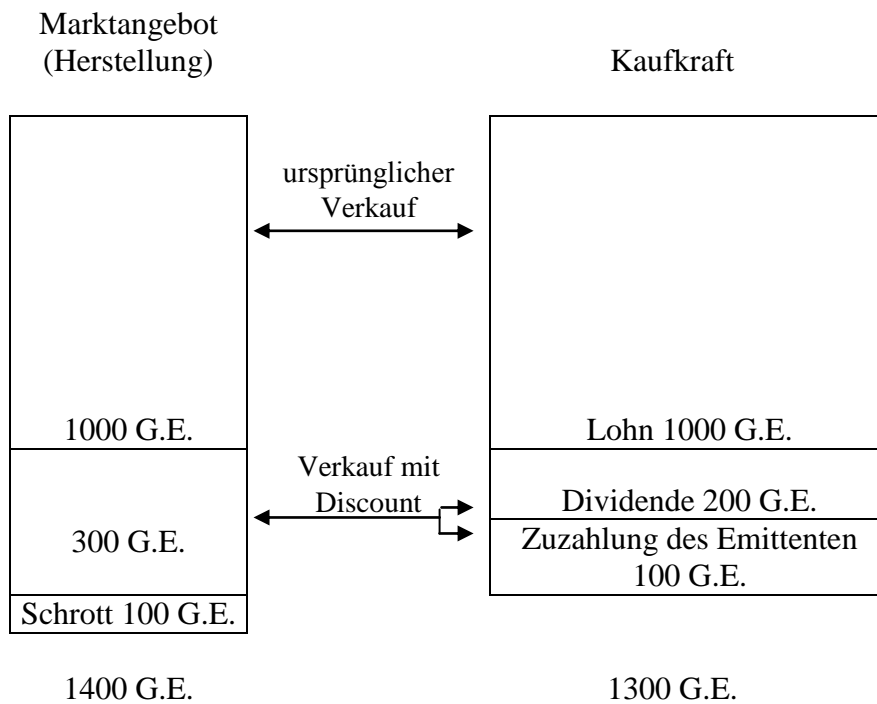 Marktangebot
(Herstellung)
Kaufkraft
ursprünglicher
Verkauf
1000 G.E.
Lohn 1000 G.E.
Verkauf mit
Discount
Dividende 200 G.E.
300 G.E.
Zuzahlung des Emittenten
100 G.E.
Schrott 100 G.E.
1400 G.E.
1300 G.E.